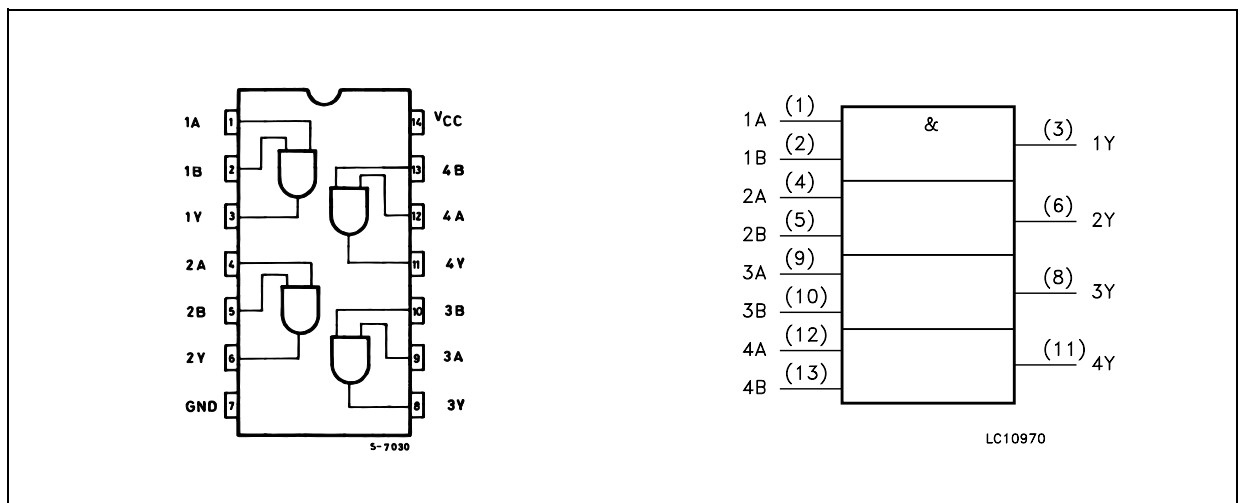 1A 1 14 VCC
1B 2 13 4B
1Y 3 12 4A
2A 4 11 4Y
2B 5 10 3B
2Y 6 9 3A
GND 7 8 3Y
S-7030
1A (1) & (3) 1Y
1B (2)
2A (4) (6) 2Y
2B (5)
3A (9) (8) 3Y
3B (10)
4A (12) (11) 4Y
4B (13)
LC10970